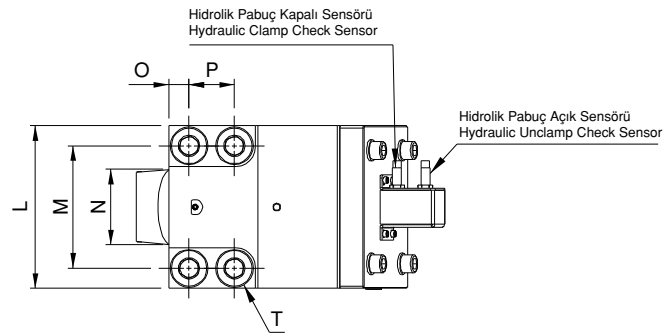 Hidrolik Pabuç Kapalı Sensörü
Hydraulic Clamp Check Sensor
O
P
Hidrolik Pabuç Açık Sensörü
Hydraulic Unclamp Check Sensor
L
M
N
T